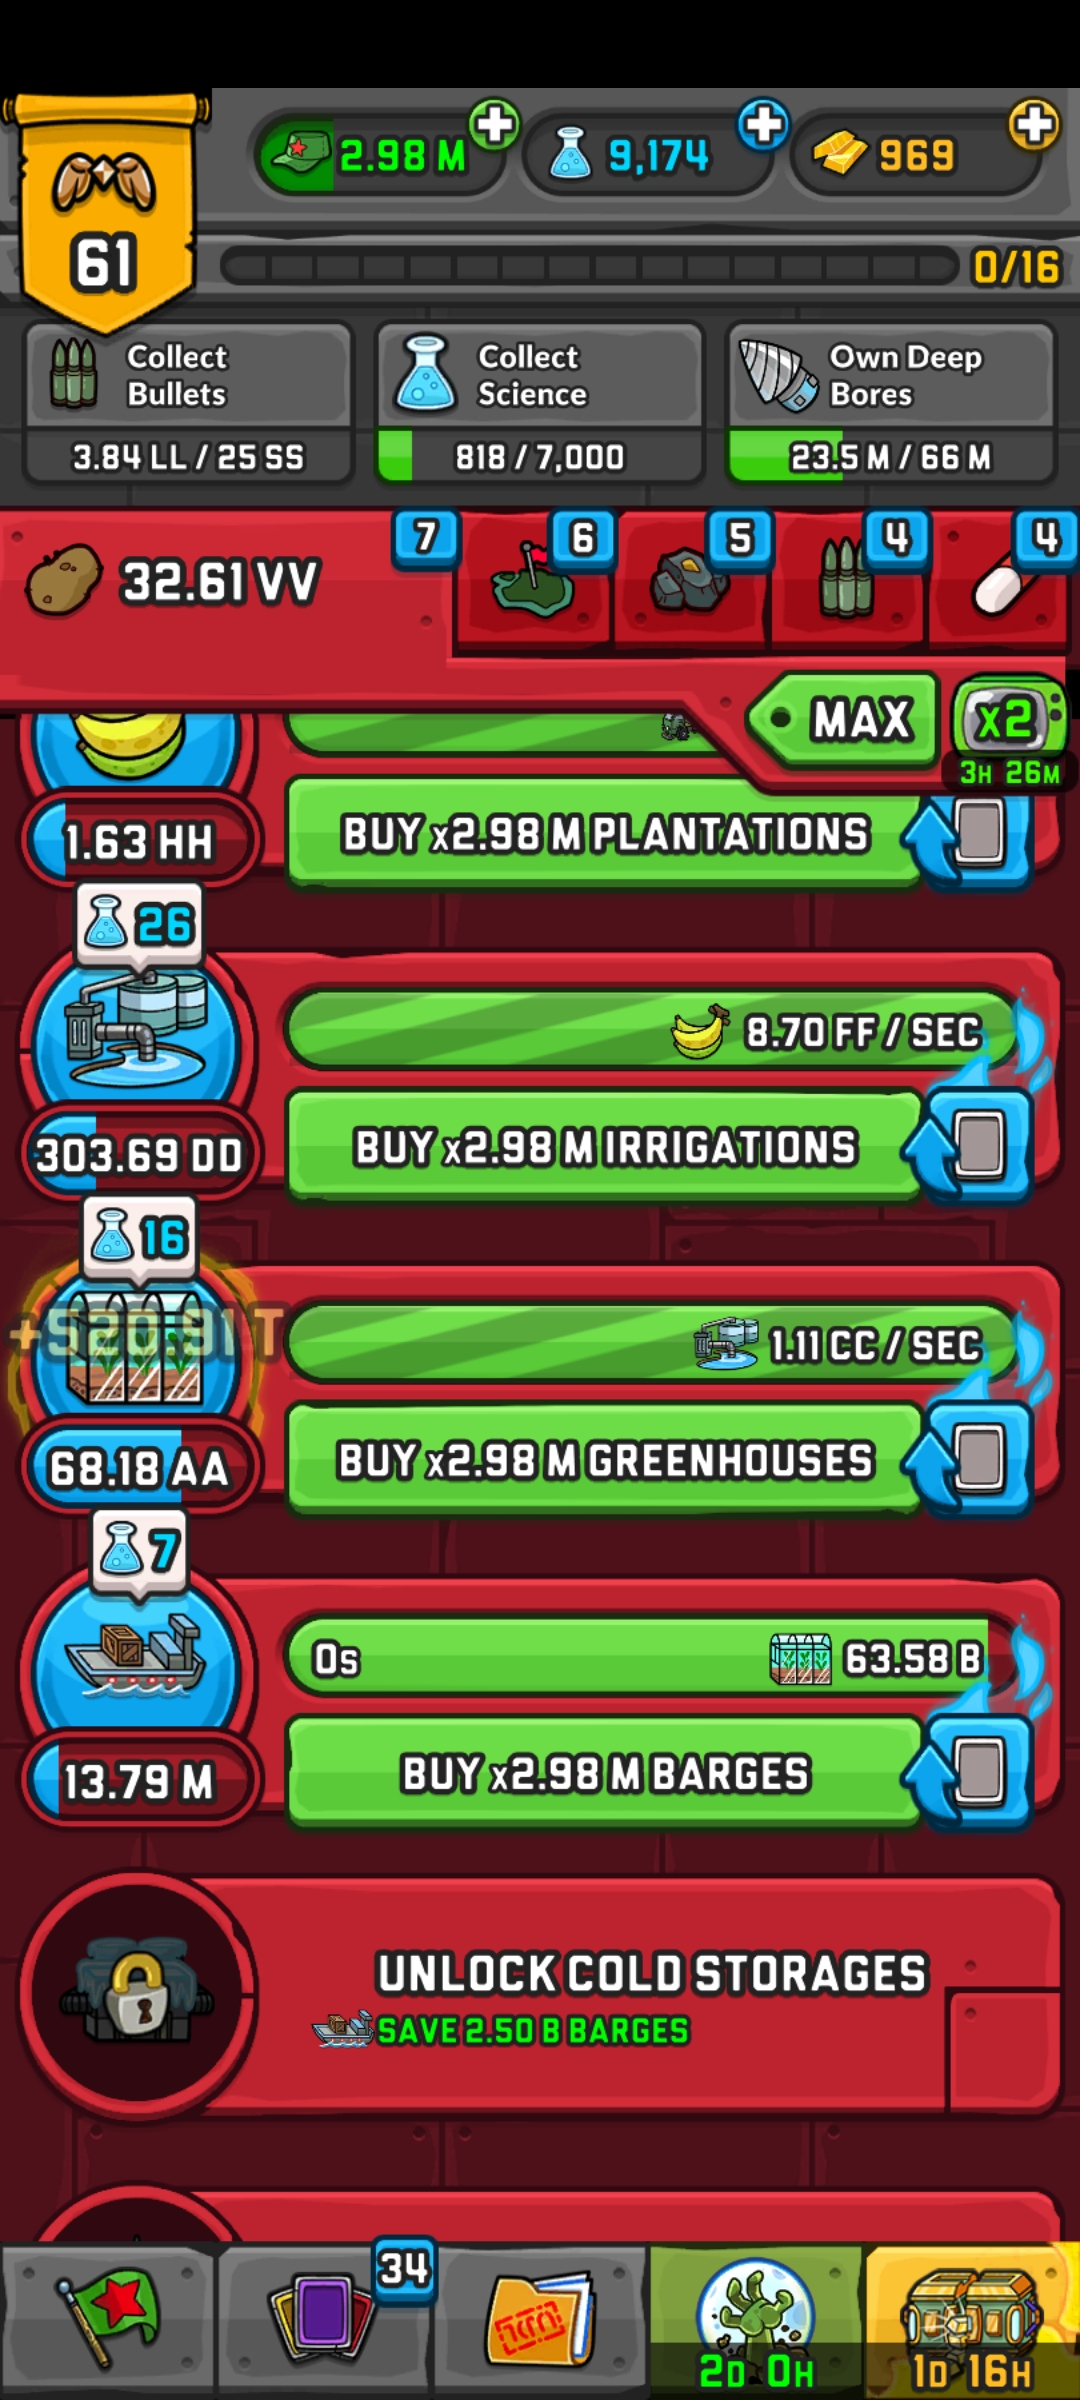 2.98 M
9,174
969
61
0/16
Collect
Bullets
3.84 LL / 25 SS
Collect
Science
818 / 7,000
Own Deep
Bores
23.5 M / 66 M
32.61 VV
7
6
5
4
4
MAX
x2
3H 26M
1.63 HH
BUY x2.98 M PLANTATIONS
26
8.70 FF / SEC
303.69 DD
BUY x2.98 M IRRIGATIONS
16
+520.91 T
1.11 CC / SEC
68.18 AA
BUY x2.98 M GREENHOUSES
7
0s
63.58 B
13.79 M
BUY x2.98 M BARGES
UNLOCK COLD STORAGES
SAVE 2.50 B BARGES
34
2D 0H
1D 16H